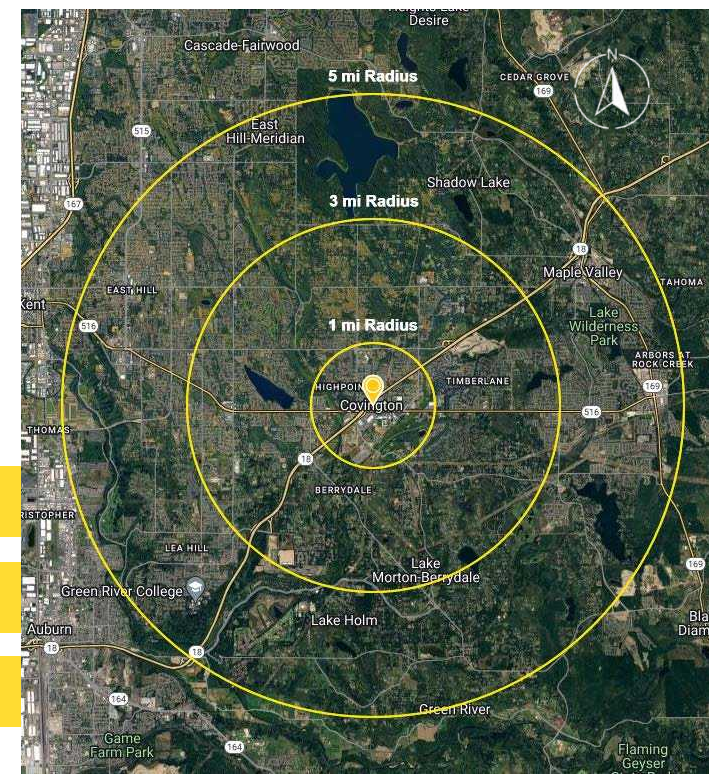 Desire
Cascade-Fairwood
5 mi Radius
N
CEDAR GROVE
169
515
East
Hill-Meridian
Shadow Lake
3 mi Radius
167
18
Maple Valley
TAHOMA
EAST HILL
Kent
516
Lake
Wilderness
Park
1 mi Radius
ARBORS AT
ROCK CREEK
HIGHPOIN
TIMBERLANE
169
Covington
516
THOMAS
18
BERRYDALE
RISTOPHER
LEA HILL
Lake
Morton-Berrydale
169
Green River College
Lake Holm
Bla
Diam
Auburn
18
18
164
Green River
Game
Farm Park
164
Flaming
Geyser